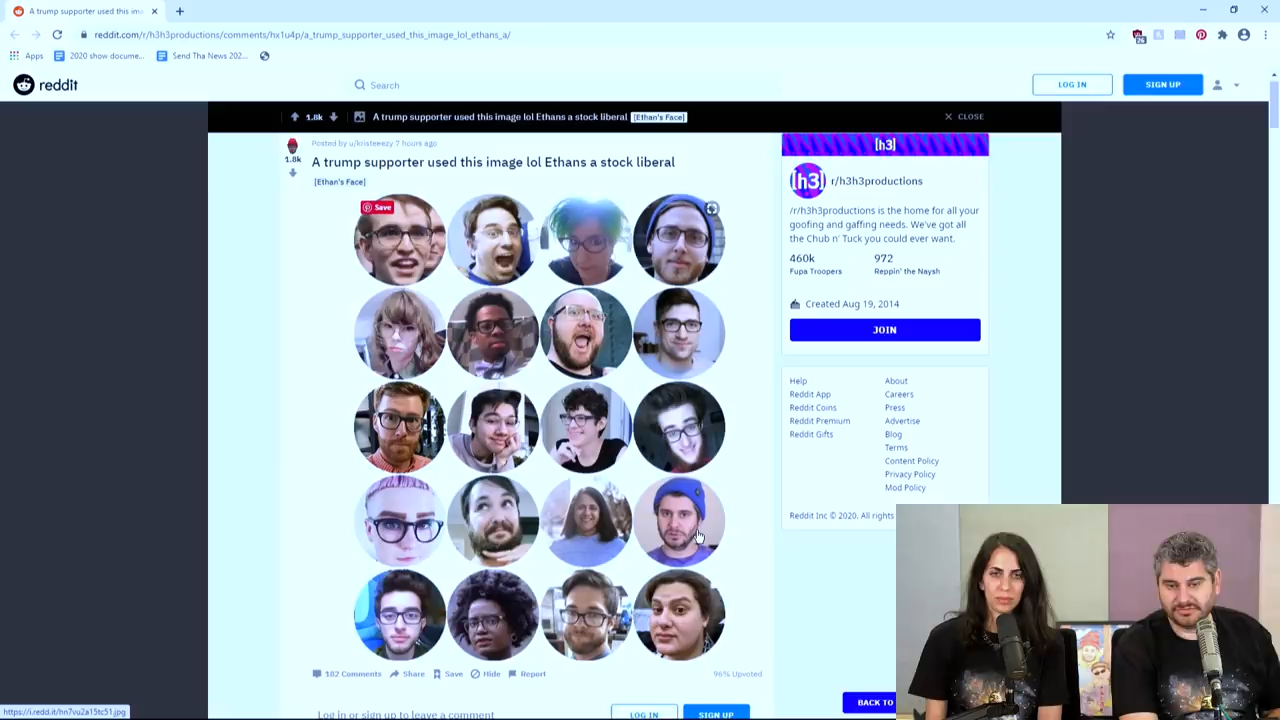 A trump supporter used this im
reddit.com/r/h3h3productions/comments/hx1u4p/a_trump_supporter_used_this_image_lol_ethans_a/
Apps 2020 show docume... Send Tha News 202...
reddit Search LOG IN SIGN UP
1.8k A trump supporter used this image lol Ethans a stock liberal [Ethan's Face] CLOSE
Posted by u/kristeeezy 7 hours ago
1.8k A trump supporter used this image lol Ethans a stock liberal
[Ethan's Face]
Save
[h3]
[h3] r/h3h3productions
/r/h3h3productions is the home for all your
goofing and gaffing needs. We've got all
the Chub n' Tuck you could ever want.
460k 972
Fupa Troopers Reppin' the Naysh
Created Aug 19, 2014
JOIN
Help About
Reddit App Careers
Reddit Coins Press
Reddit Premium Advertise
Reddit Gifts Blog
Terms
Content Policy
Privacy Policy
Mod Policy
Reddit Inc © 2020. All rights
182 Comments Share Save Hide Report 96% Upvoted
BACK TO
https://i.redd.it/hn7vu2a15tc51.jpg
Log in or sign up to leave a comment LOG IN SIGN UP